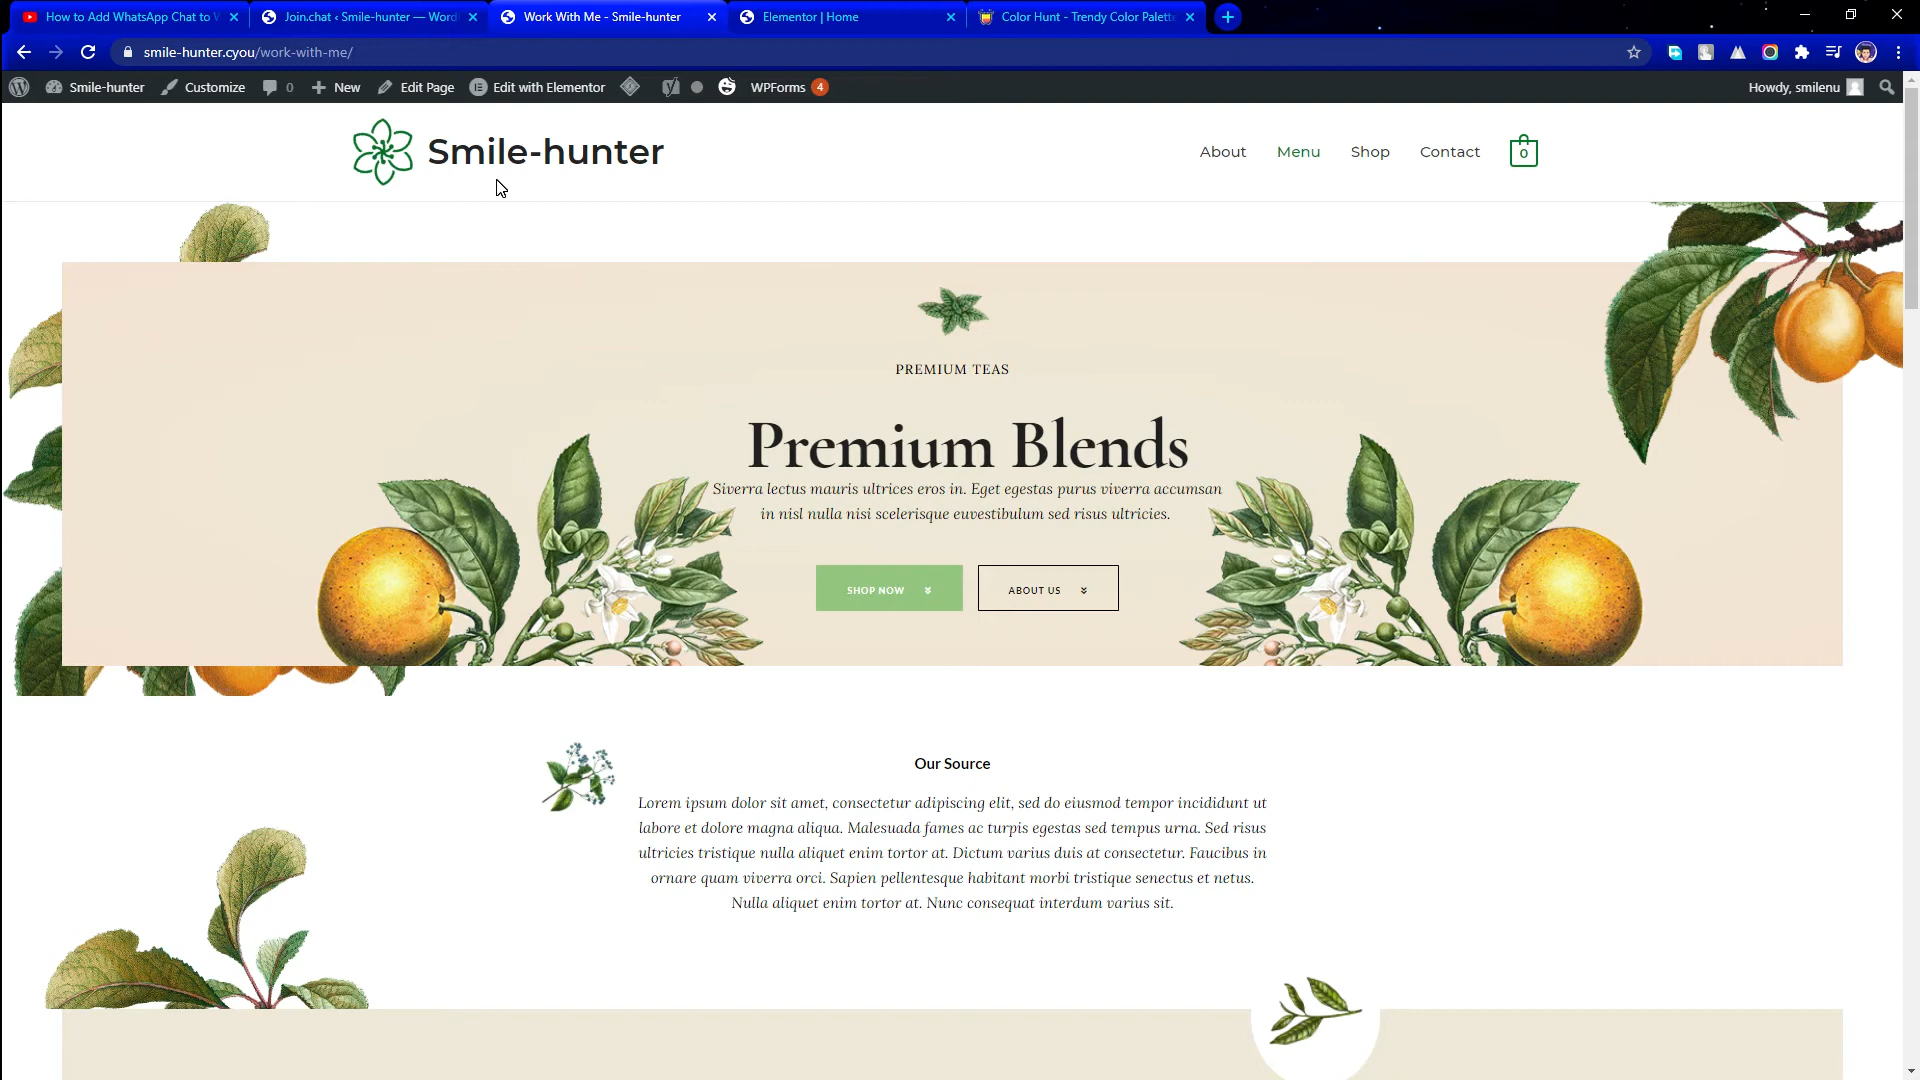 How to Add WhatsApp Chat to W
Join.chat ‹ Smile-hunter — Word
Work With Me - Smile-hunter
Elementor | Home
Color Hunt - Trendy Color Palett
smile-hunter.cyou/work-with-me/
Smile-hunter
Customize
0
New
Edit Page
Edit with Elementor
WPForms 4
Howdy, smilenu
Smile-hunter
About
Menu
Shop
Contact
0
PREMIUM TEAS
Premium Blends
Siverra lectus mauris ultrices eros in. Eget egestas purus viverra accumsan
in nisl nulla nisi scelerisque euvestibulum sed risus ultricies.
SHOP NOW
ABOUT US
Our Source
Lorem ipsum dolor sit amet, consectetur adipiscing elit, sed do eiusmod tempor incididunt ut
labore et dolore magna aliqua. Malesuada fames ac turpis egestas sed tempus urna. Sed risus
ultricies tristique nulla aliquet enim tortor at. Dictum varius duis at consectetur. Faucibus in
ornare quam viverra orci. Sapien pellentesque habitant morbi tristique senectus et netus.
Nulla aliquet enim tortor at. Nunc consequat interdum varius sit.